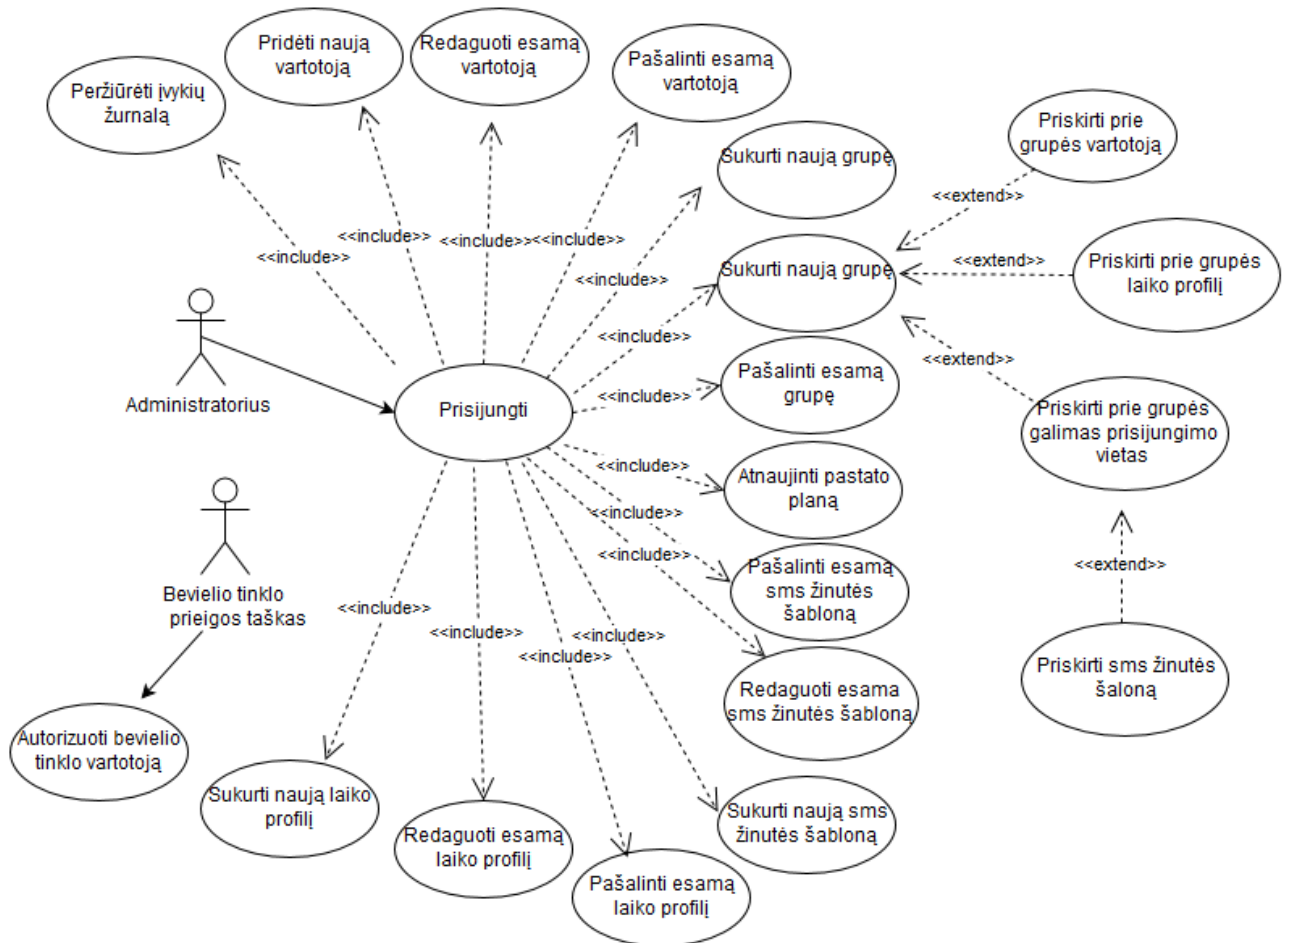 Pridėti naują
vartotoją
Redaguoti esamą
vartotoją
Pašalinti esamą
vartotoją
Peržiūrėti įvykių
žurnalą
Priskirti prie
grupės vartotoją
Sukurti naują grupę
<<extend>>
<<include>>
<<include>>
<<include>>
<<include>>
<<include>>
Sukurti naują grupę
<<extend>>
Priskirti prie grupės
laiko profilį
<<include>>
<<include>>
<<extend>>
Pašalinti esamą
grupę
<<include>>
Administratorius
Prisijungti
Priskirti prie grupės
galimas prisijungimo
vietas
<<include>>
Atnaujinti pastato
planą
<<include>>
<<include>>
Pašalinti esamą
sms žinutės
šabloną
<<extend>>
Bevielio tinklo
prieigos taškas
<<include>>
<<include>>
<<include>>
<<include>>
Priskirti sms žinutės
šaloną
Redaguoti esama
sms žinutės šabloną
Autorizuoti bevielio
tinklo vartotoją
Sukurti naują laiko
profilį
Sukurti naują sms
žinutės šabloną
Redaguoti esamą
laiko profilį
Pašalinti esamą
laiko profilį